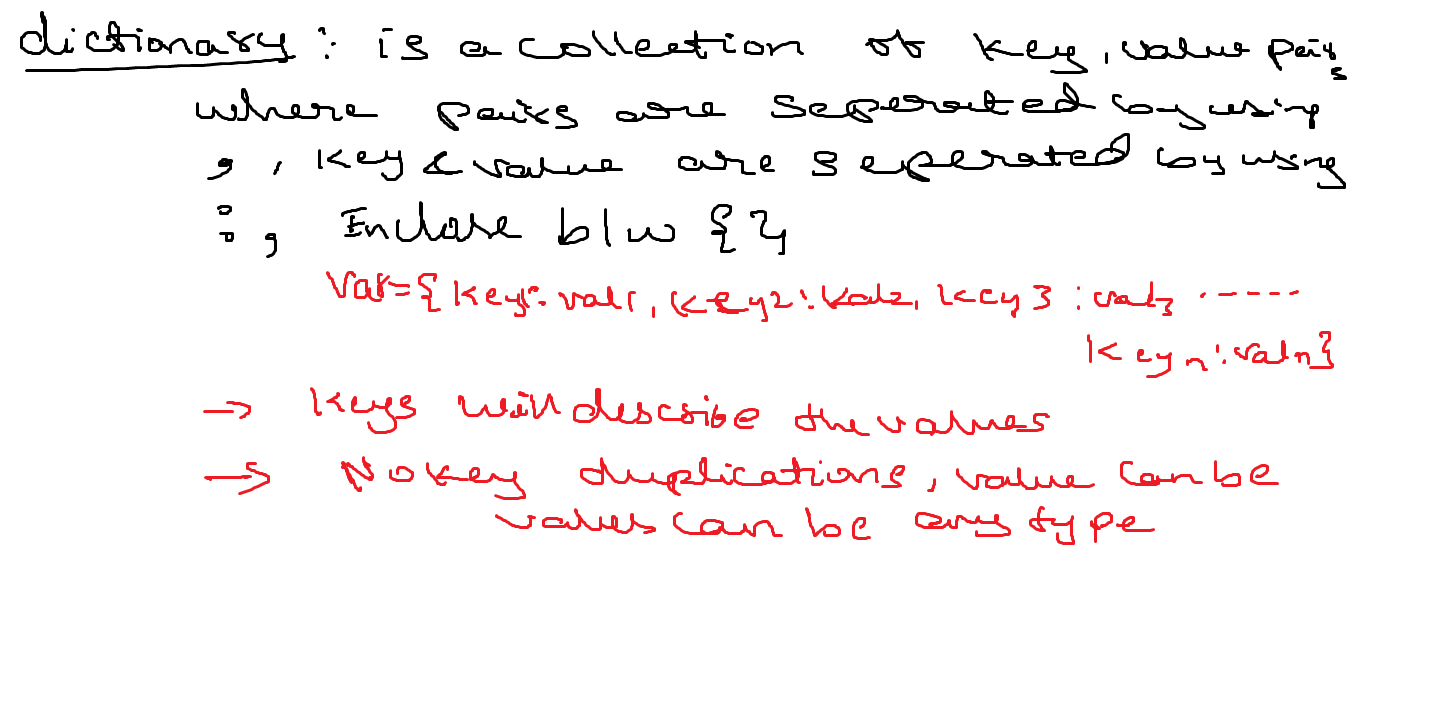 dictionary : is a collection of key, value pairs
where pairs are seperated by using
, , key & value are seperated by using
: , Enclose b/w { }
Var={key1:val1, key2:val2, key3:val3 ------
keyn:valn}
→ keys will describe the values
→ No key duplications, value can be
values can be any type